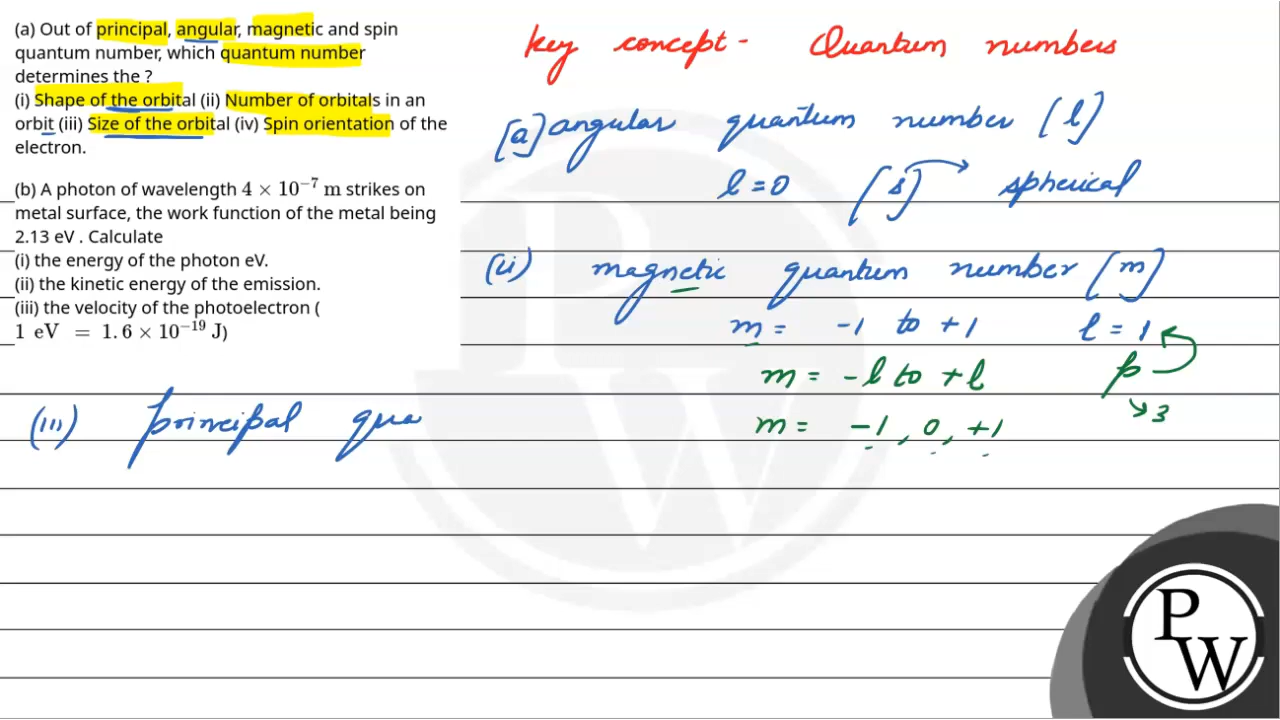 (a) Out of principal, angular, magnetic and spin
quantum number, which quantum number
determines the ?
(i) Shape of the orbital (ii) Number of orbitals in an
orbit (iii) Size of the orbital (iv) Spin orientation of the
electron.
(b) A photon of wavelength 4 × 10⁻⁷ m strikes on
metal surface, the work function of the metal being
2.13 eV . Calculate
(i) the energy of the photon eV.
(ii) the kinetic energy of the emission.
(iii) the velocity of the photoelectron (
1 eV = 1.6 × 10⁻¹⁹ J)
key concept - Quantum numbers
[a] angular quantum number [l]
l = 0 [s] → spherical
(ii) magnetic quantum number [m]
m = -1 to +1 l = 1
m = -l to +l p
→ 3
m = -1, 0, +1
(iii) principal qua
PW
PW